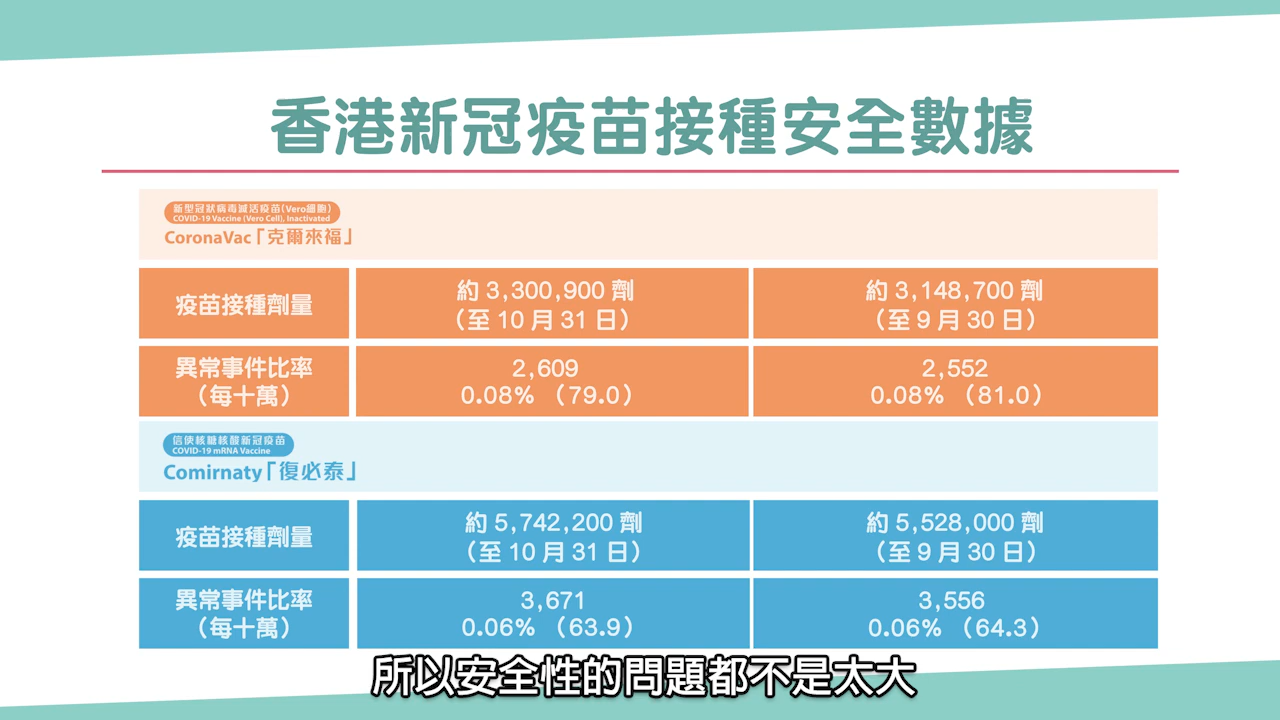 香港新冠疫苗接種安全數據
新型冠狀病毒滅活疫苗(Vero細胞)
COVID-19 Vaccine (Vero Cell), Inactivated
CoronaVac「克爾來福」
疫苗接種劑量
約 3,300,900 劑
(至 10 月 31 日)
約 3,148,700 劑
(至 9 月 30 日)
異常事件比率
(每十萬)
2,609
0.08% (79.0)
2,552
0.08% (81.0)
信使核糖核酸新冠疫苗
COVID-19 mRNA Vaccine
Comirnaty「復必泰」
疫苗接種劑量
約 5,742,200 劑
(至 10 月 31 日)
約 5,528,000 劑
(至 9 月 30 日)
異常事件比率
(每十萬)
3,671
0.06% (63.9)
3,556
0.06% (64.3)
所以安全性的問題都不是太大